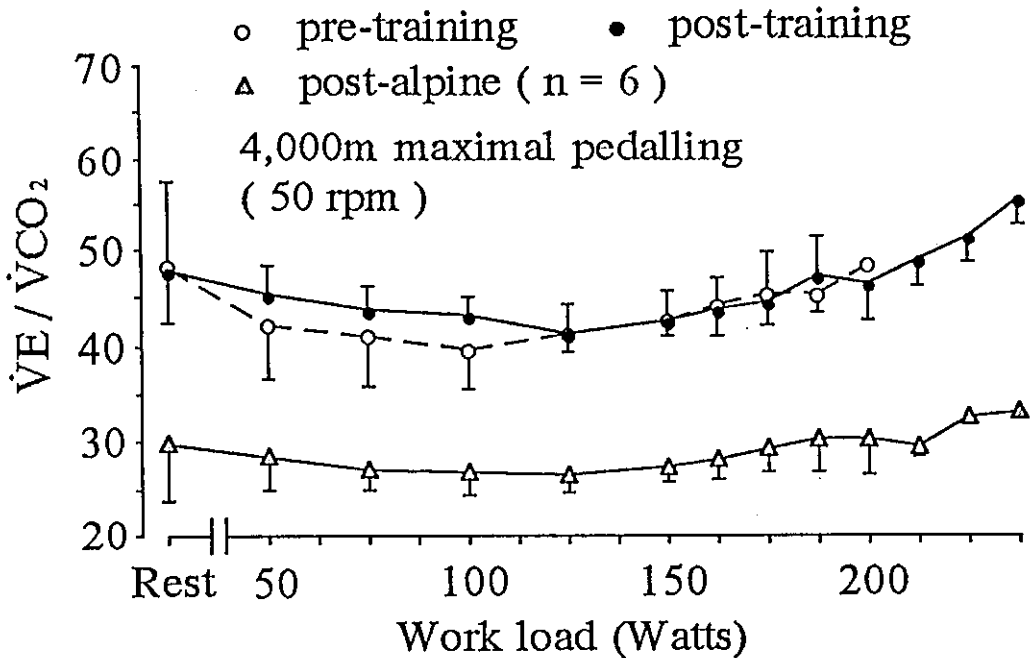 ○ pre-training ● post-training
△ post-alpine ( n = 6 )
4,000m maximal pedalling
( 50 rpm )
V̇E / V̇CO₂
70
60
50
40
30
20
Rest 50 100 150 200
Work load (Watts)